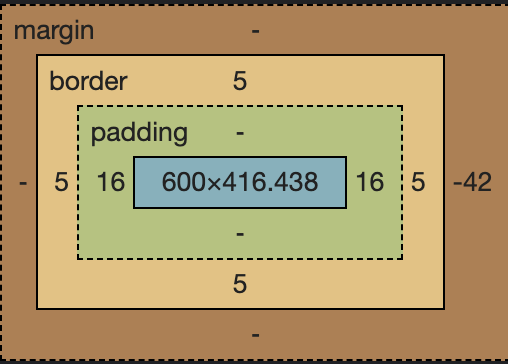 margin -
border 5
padding -
- 5 16 600×416.438 16 5 -42
-
5
-